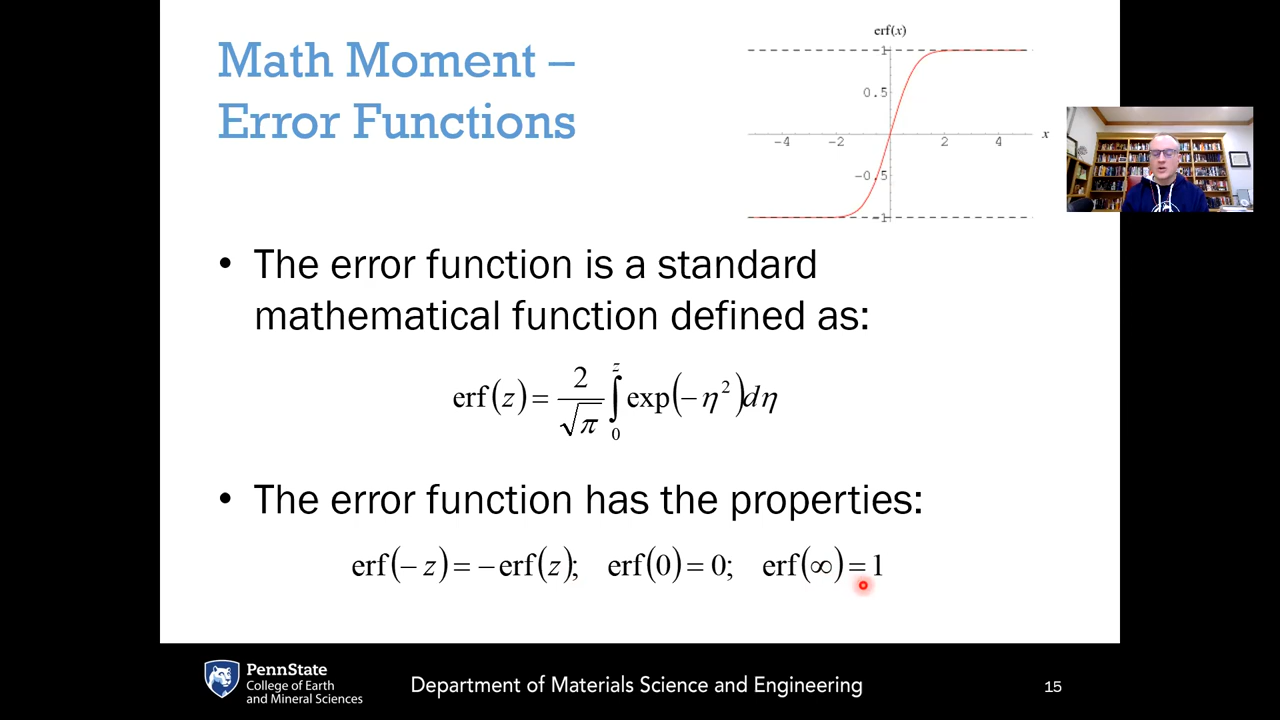 Math Moment –
Error Functions
erf(x)
1
0.5
-4 -2 2 4 x
-0.5
-1
• The error function is a standard
mathematical function defined as:
erf(z) = 2/√π ∫₀ᶻ exp(−η²)dη
• The error function has the properties:
erf(−z) = −erf(z); erf(0) = 0; erf(∞) = 1
PennState
College of Earth
and Mineral Sciences
Department of Materials Science and Engineering
15